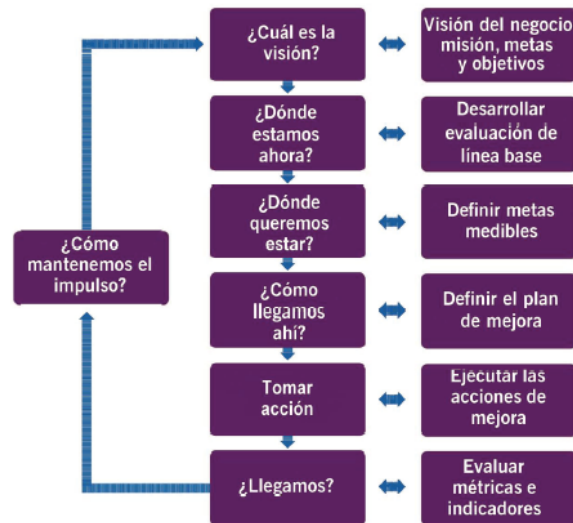 ¿Cuál es la
visión?
Visión del negocio
misión, metas
y objetivos
¿Dónde
estamos
ahora?
Desarrollar
evaluación de
línea base
¿Dónde
queremos
estar?
Definir metas
medibles
¿Cómo
mantenemos el
impulso?
¿Cómo
llegamos
ahí?
Definir el plan
de mejora
Tomar
acción
Ejecutar las
acciones de
mejora
¿Llegamos?
Evaluar
métricas e
indicadores